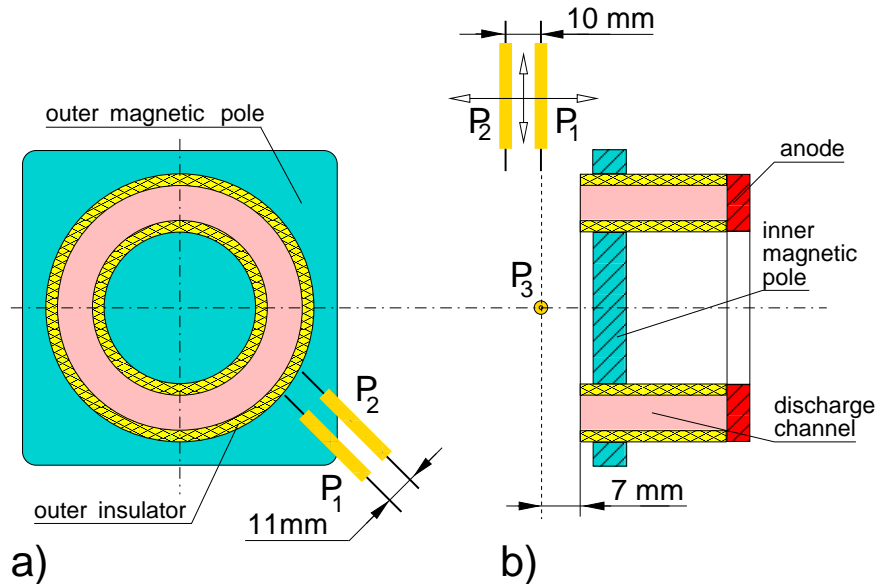 10 mm
outer magnetic pole
P2
P1
anode
inner
magnetic
pole
P3
P2
P1
discharge
channel
outer insulator
11mm
7 mm
a)
b)